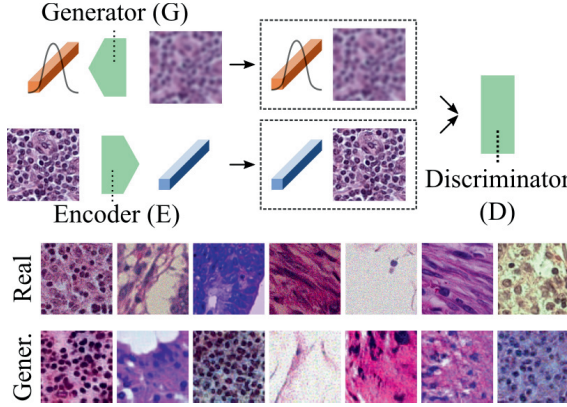 Generator (G)
Encoder (E)
Discriminator
(D)
Real
Gener.